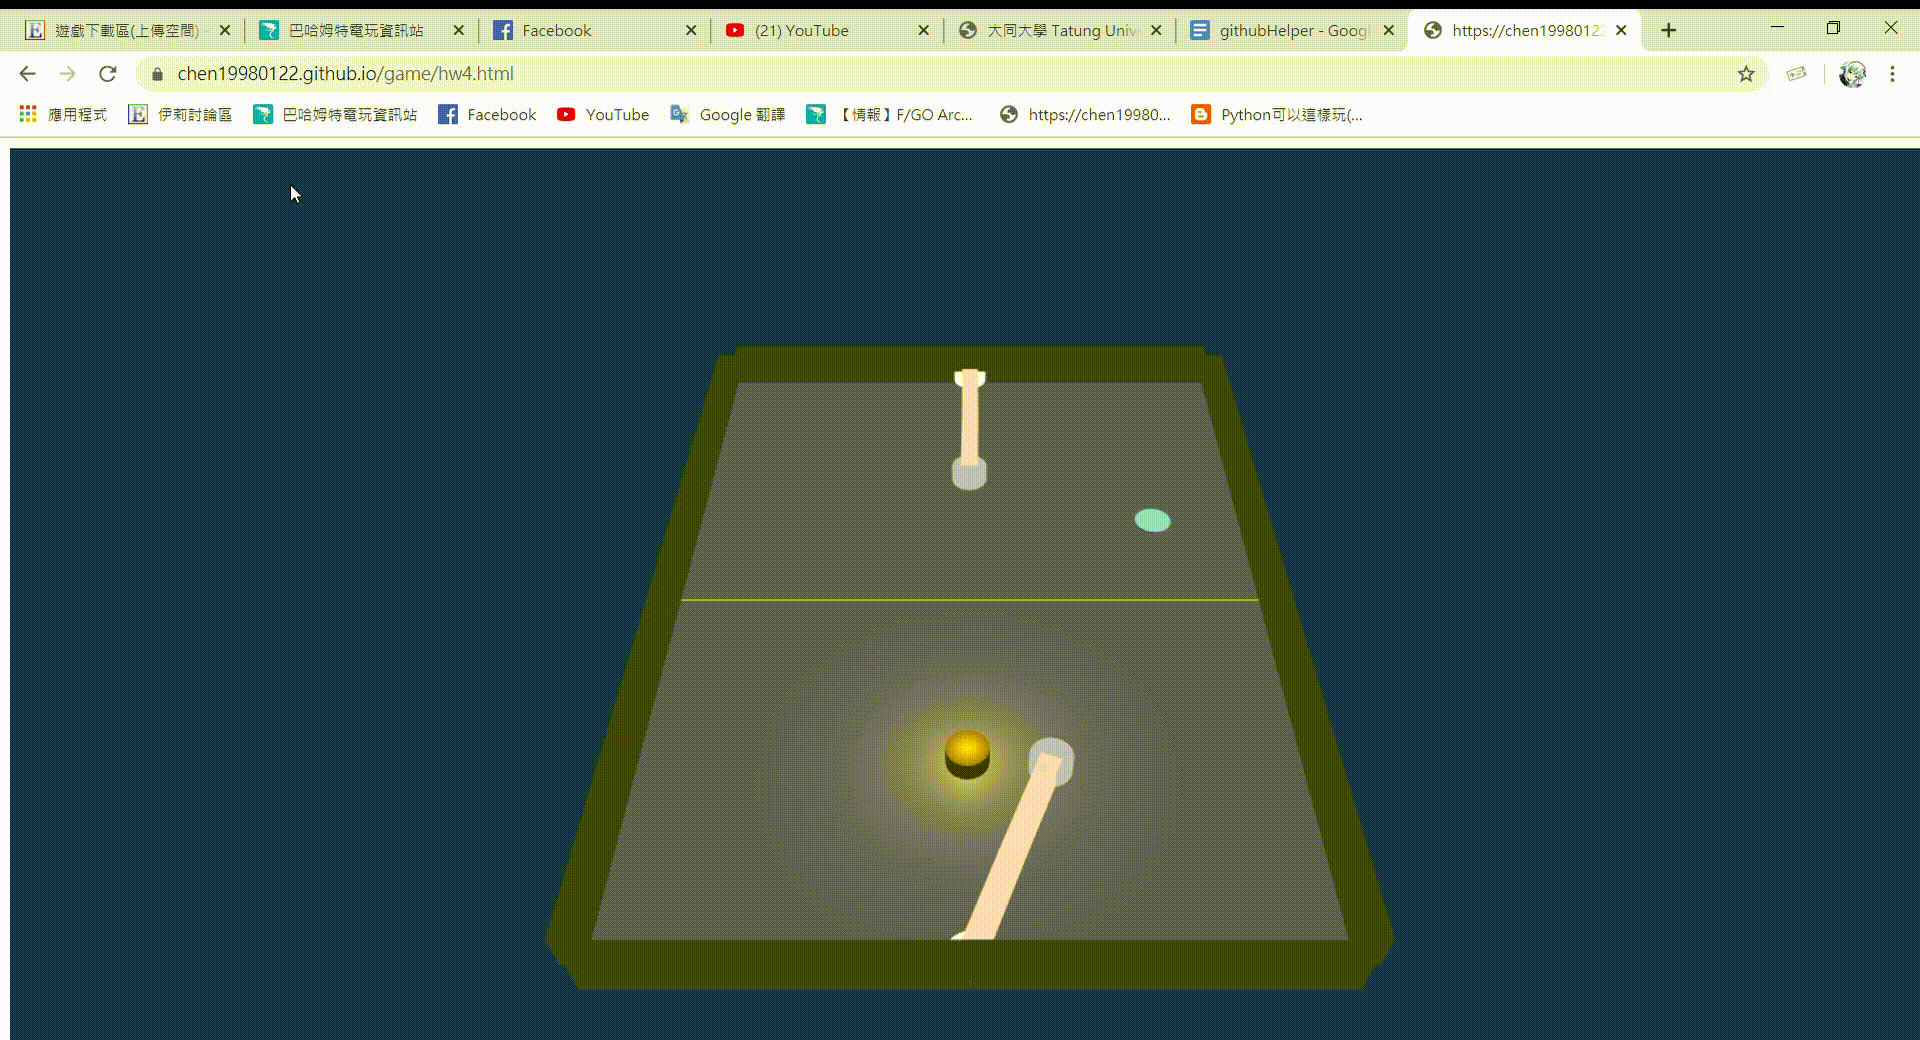 遊戲下載區(上傳空間) -
巴哈姆特電玩資訊站
Facebook
(21) YouTube
大同大學 Tatung Univ
githubHelper - Googl
https://chen19980122
chen19980122.github.io/game/hw4.html
應用程式
伊莉討論區
巴哈姆特電玩資訊站
Facebook
YouTube
Google 翻譯
【情報】F/GO Arc...
https://chen19980...
Python可以這樣玩(...